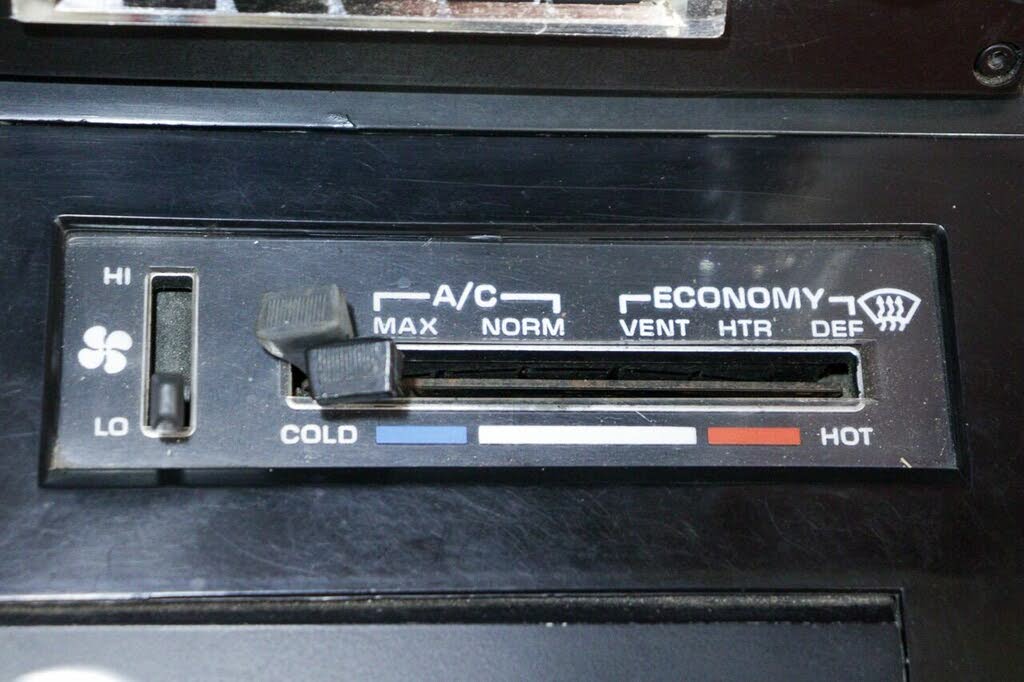 HI
A/C
ECONOMY
MAX NORM VENT HTR DEF
LO
COLD HOT